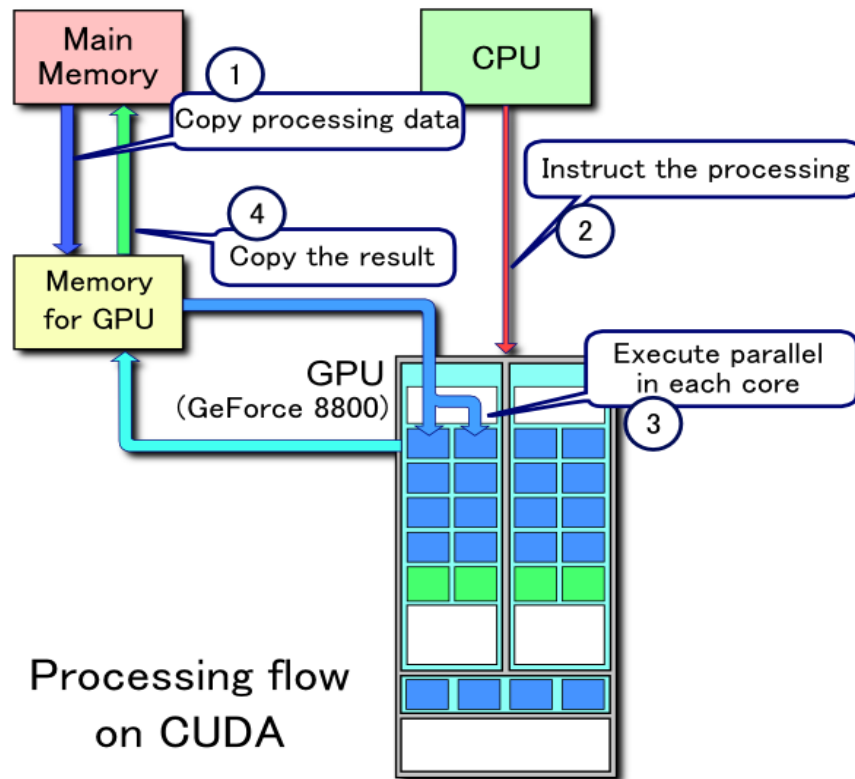 Main
Memory
CPU
1
Copy processing data
Instruct the processing
2
4
Copy the result
Memory
for GPU
GPU
(GeForce 8800)
Execute parallel
in each core
3
Processing flow
on CUDA